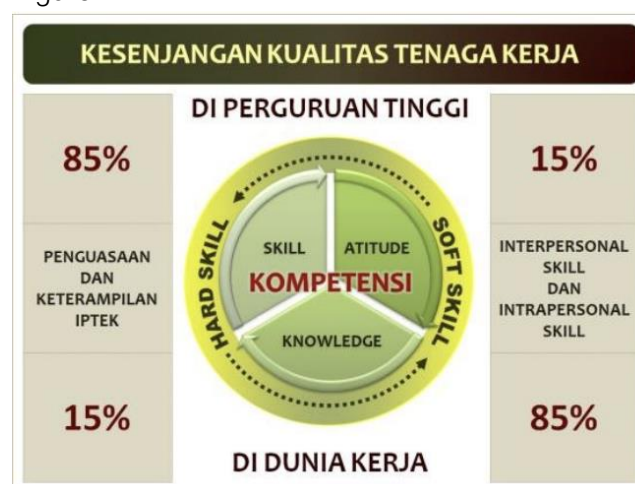 KESENJANGAN KUALITAS TENAGA KERJA
DI PERGURUAN TINGGI
85%
PENGUASAAN
DAN
KETERAMPILAN
IPTEK
15%
HARD SKILL
SKILL
ATITUDE
KOMPETENSI
KNOWLEDGE
SOFT SKILL
15%
INTERPERSONAL
SKILL
DAN
INTRAPERSONAL
SKILL
85%
DI DUNIA KERJA